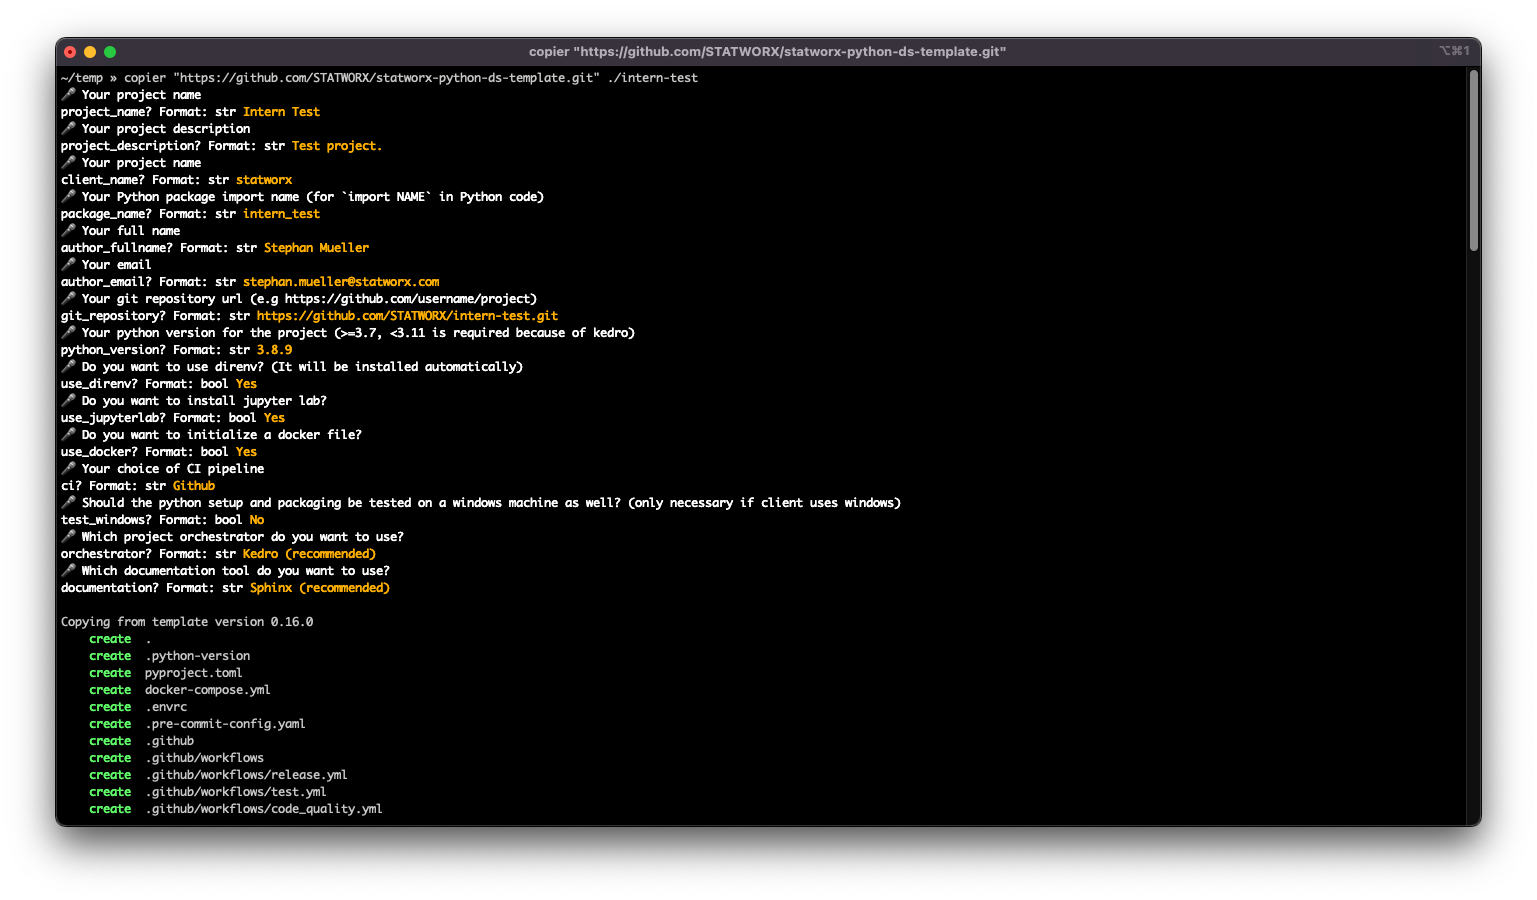 copier "https://github.com/STATWORX/statworx-python-ds-template.git"
⌥⌘1
~/temp » copier "https://github.com/STATWORX/statworx-python-ds-template.git" ./intern-test
🎤 Your project name
project_name? Format: str Intern Test
🎤 Your project description
project_description? Format: str Test project.
🎤 Your project name
client_name? Format: str statworx
🎤 Your Python package import name (for `import NAME` in Python code)
package_name? Format: str intern_test
🎤 Your full name
author_fullname? Format: str Stephan Mueller
🎤 Your email
author_email? Format: str stephan.mueller@statworx.com
🎤 Your git repository url (e.g https://github.com/username/project)
git_repository? Format: str https://github.com/STATWORX/intern-test.git
🎤 Your python version for the project (>=3.7, <3.11 is required because of kedro)
python_version? Format: str 3.8.9
🎤 Do you want to use direnv? (It will be installed automatically)
use_direnv? Format: bool Yes
🎤 Do you want to install jupyter lab?
use_jupyterlab? Format: bool Yes
🎤 Do you want to initialize a docker file?
use_docker? Format: bool Yes
🎤 Your choice of CI pipeline
ci? Format: str Github
🎤 Should the python setup and packaging be tested on a windows machine as well? (only necessary if client uses windows)
test_windows? Format: bool No
🎤 Which project orchestrator do you want to use?
orchestrator? Format: str Kedro (recommended)
🎤 Which documentation tool do you want to use?
documentation? Format: str Sphinx (recommended)
Copying from template version 0.16.0
create .
create .python-version
create pyproject.toml
create docker-compose.yml
create .envrc
create .pre-commit-config.yaml
create .github
create .github/workflows
create .github/workflows/release.yml
create .github/workflows/test.yml
create .github/workflows/code_quality.yml